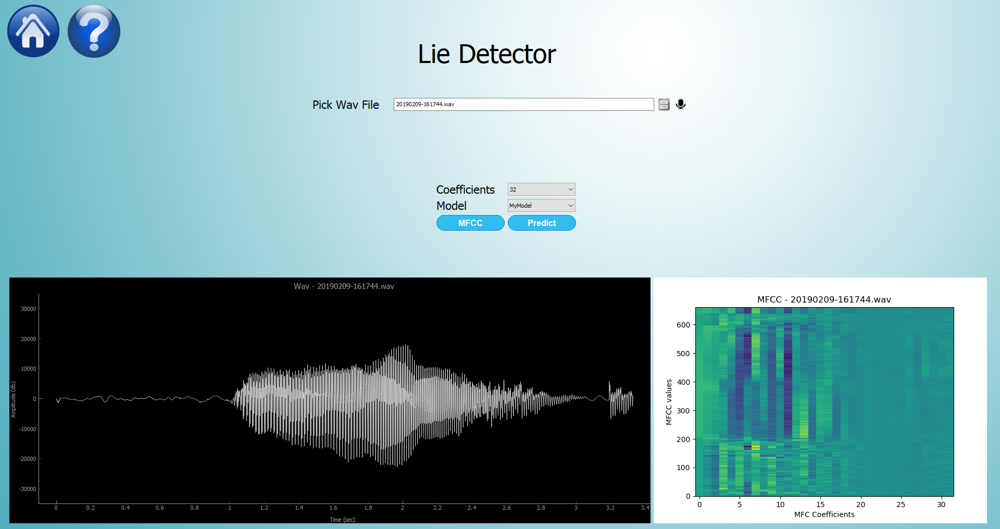 Lie Detector
Pick Wav File 20190209-161744.wav
Coefficients 32
Model MyModel
MFCC Predict
Wav - 20190209-161744.wav
30000
20000
10000
0
-10000
-20000
-30000
Amplitude (db)
0 0.2 0.4 0.6 0.8 1 1.2 1.4 1.6 1.8 2 2.2 2.4 2.6 2.8 3 3.2 3.4
Time (sec)
MFCC - 20190209-161744.wav
600
500
400
300
200
100
0
MFCC values
0 5 10 15 20 25 30
MFC Coefficients